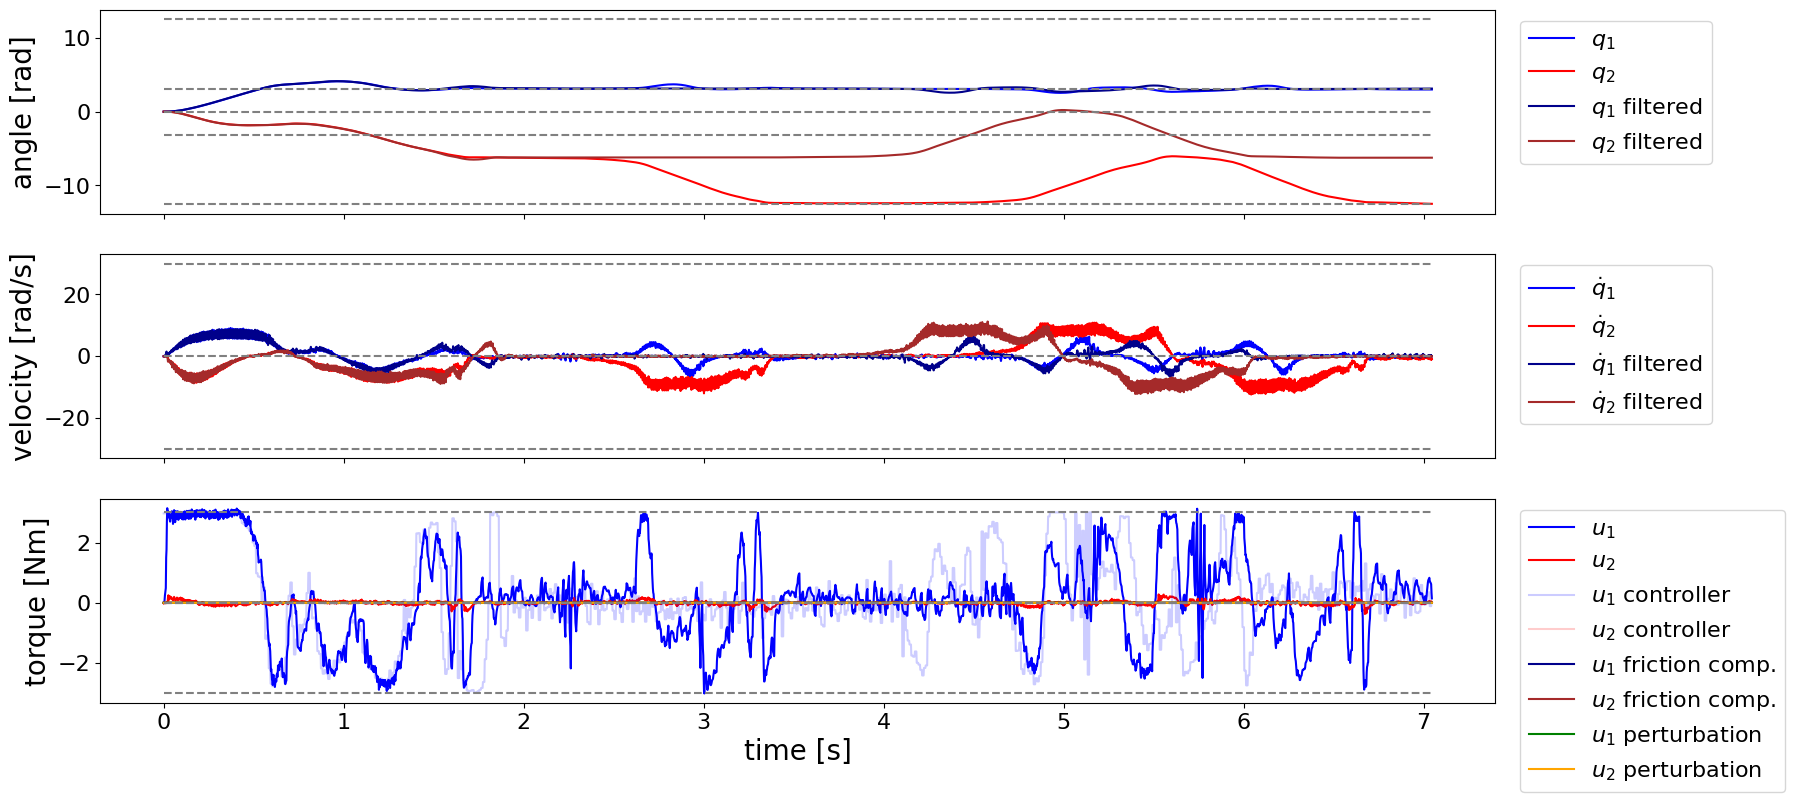 angle [rad]
10
0
−10
q₁
q₂
q₁ filtered
q₂ filtered
velocity [rad/s]
20
0
−20
q̇₁
q̇₂
q̇₁ filtered
q̇₂ filtered
torque [Nm]
2
0
−2
0 1 2 3 4 5 6 7
time [s]
u₁
u₂
u₁ controller
u₂ controller
u₁ friction comp.
u₂ friction comp.
u₁ perturbation
u₂ perturbation